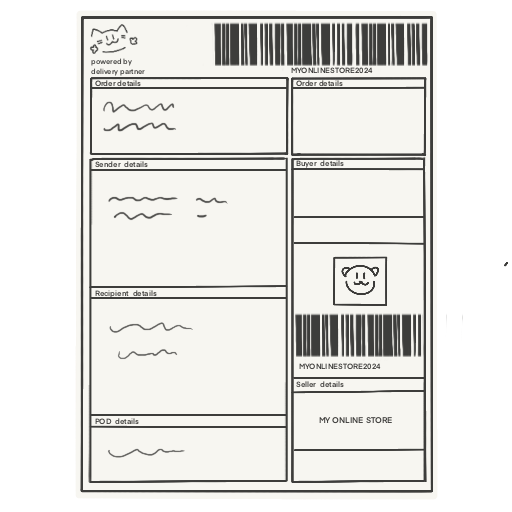 powered by
delivery partner
MYONLINESTORE2024
Order details
Order details
Sender details
Buyer details
Recipient details
MYONLINESTORE2024
Seller details
MY ONLINE STORE
POD details